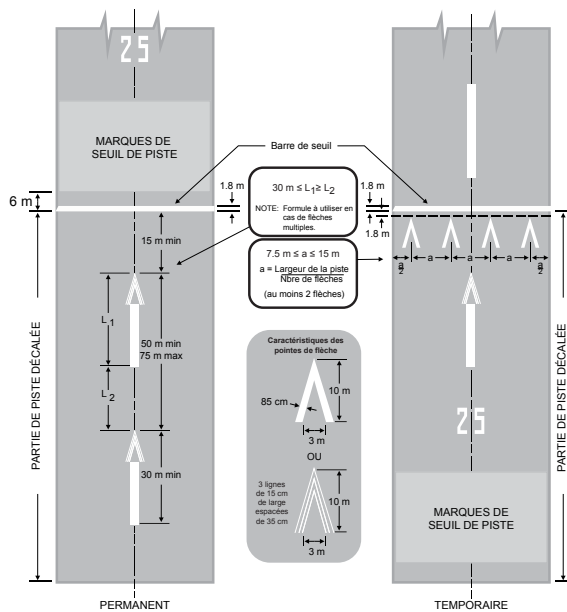 25
MARQUES DE
SEUIL DE PISTE
6 m
15 m min
L1
50 m min
75 m max
L2
30 m min
PARTIE DE PISTE DÉCALÉE
PERMANENT
Barre de seuil
1.8 m
30 m ≤ L1 ≥ L2
NOTE: Formule à utiliser en
cas de flèches
multiples.
7.5 m ≤ a ≤ 15 m
a = Largeur de la piste
Nbre de flèches
(au moins 2 flèches)
Caractéristiques des
pointes de flèche
10 m
85 cm
3 m
OU
3 lignes
de 15 cm
de large
espacées
de 35 cm
10 m
3 m
1.8 m
1.8 m
a/2 a a a a/2
25
MARQUES DE
SEUIL DE PISTE
PARTIE DE PISTE DÉCALÉE
TEMPORAIRE